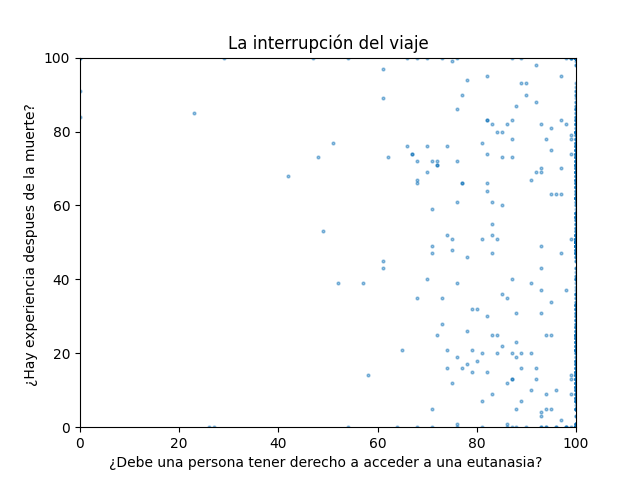 La interrupción del viaje
¿Hay experiencia despues de la muerte?
100
80
60
40
20
0
0 20 40 60 80 100
¿Debe una persona tener derecho a acceder a una eutanasia?